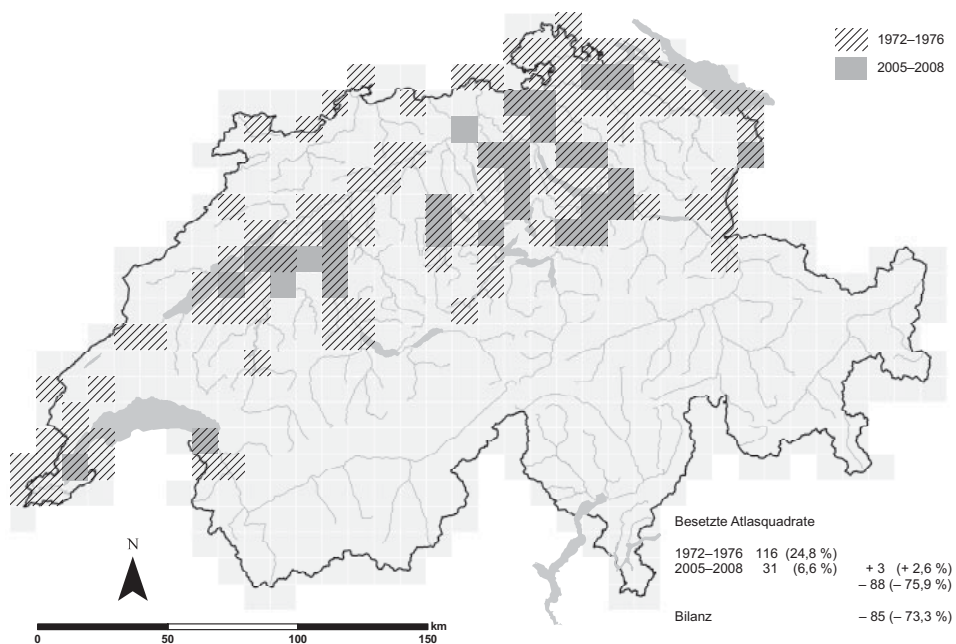 1972–1976
2005–2008
Besetzte Atlasquadrate
1972–1976 116 (24,8 %)
2005–2008 31 (6,6 %) + 3 (+ 2,6 %)
– 88 (– 75,9 %)
Bilanz – 85 (– 73,3 %)
N
0 50 100 150
km